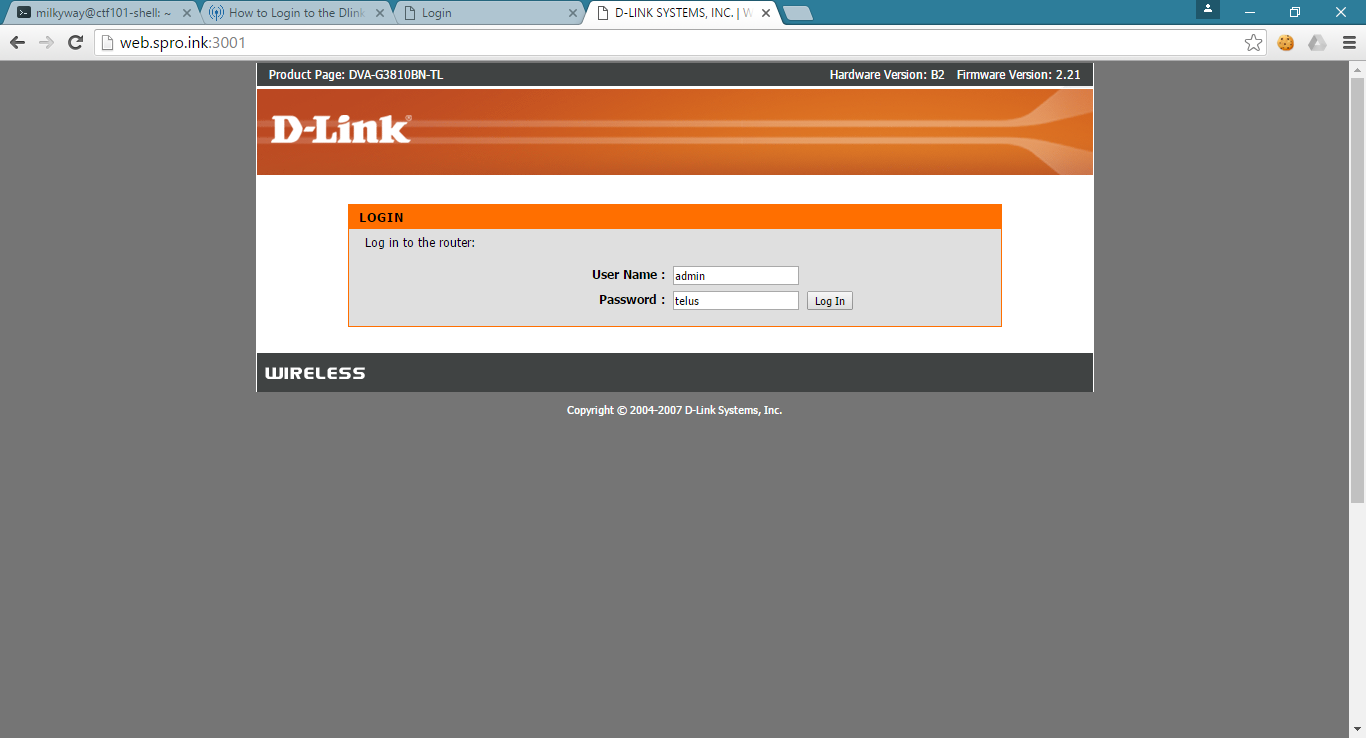 milkyway@ctf101-shell: ~
How to Login to the Dlink
Login
D-LINK SYSTEMS, INC. | W
web.spro.ink:3001
Product Page: DVA-G3810BN-TL
Hardware Version: B2
Firmware Version: 2.21
D-Link®
LOGIN
Log in to the router:
User Name :
admin
Password :
telus
Log In
WIRELESS
Copyright © 2004-2007 D-Link Systems, Inc.